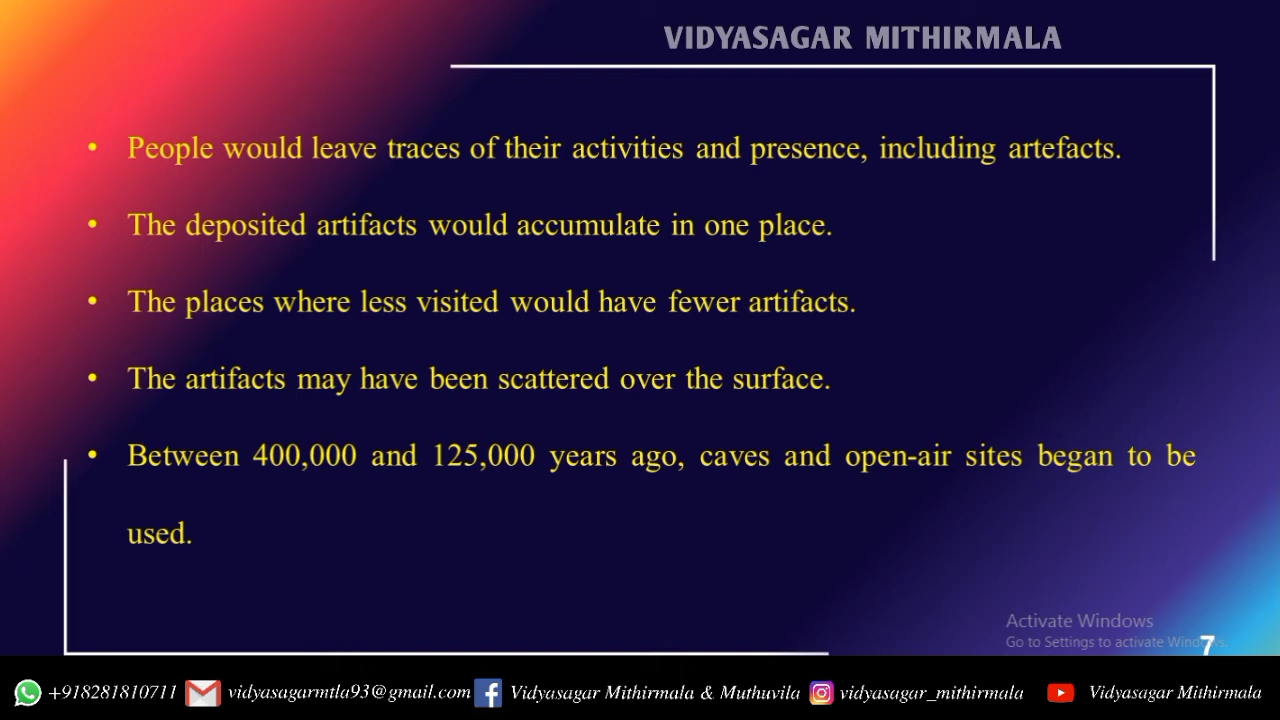 VIDYASAGAR MITHIRMALA
• People would leave traces of their activities and presence, including artefacts.
• The deposited artifacts would accumulate in one place.
• The places where less visited would have fewer artifacts.
• The artifacts may have been scattered over the surface.
• Between 400,000 and 125,000 years ago, caves and open-air sites began to be
used.
Activate Windows
Go to Settings to activate Windows.
7
+918281810711 vidyasagarmtla93@gmail.com Vidyasagar Mithirmala & Muthuvila vidyasagar_mithirmala Vidyasagar Mithirmala